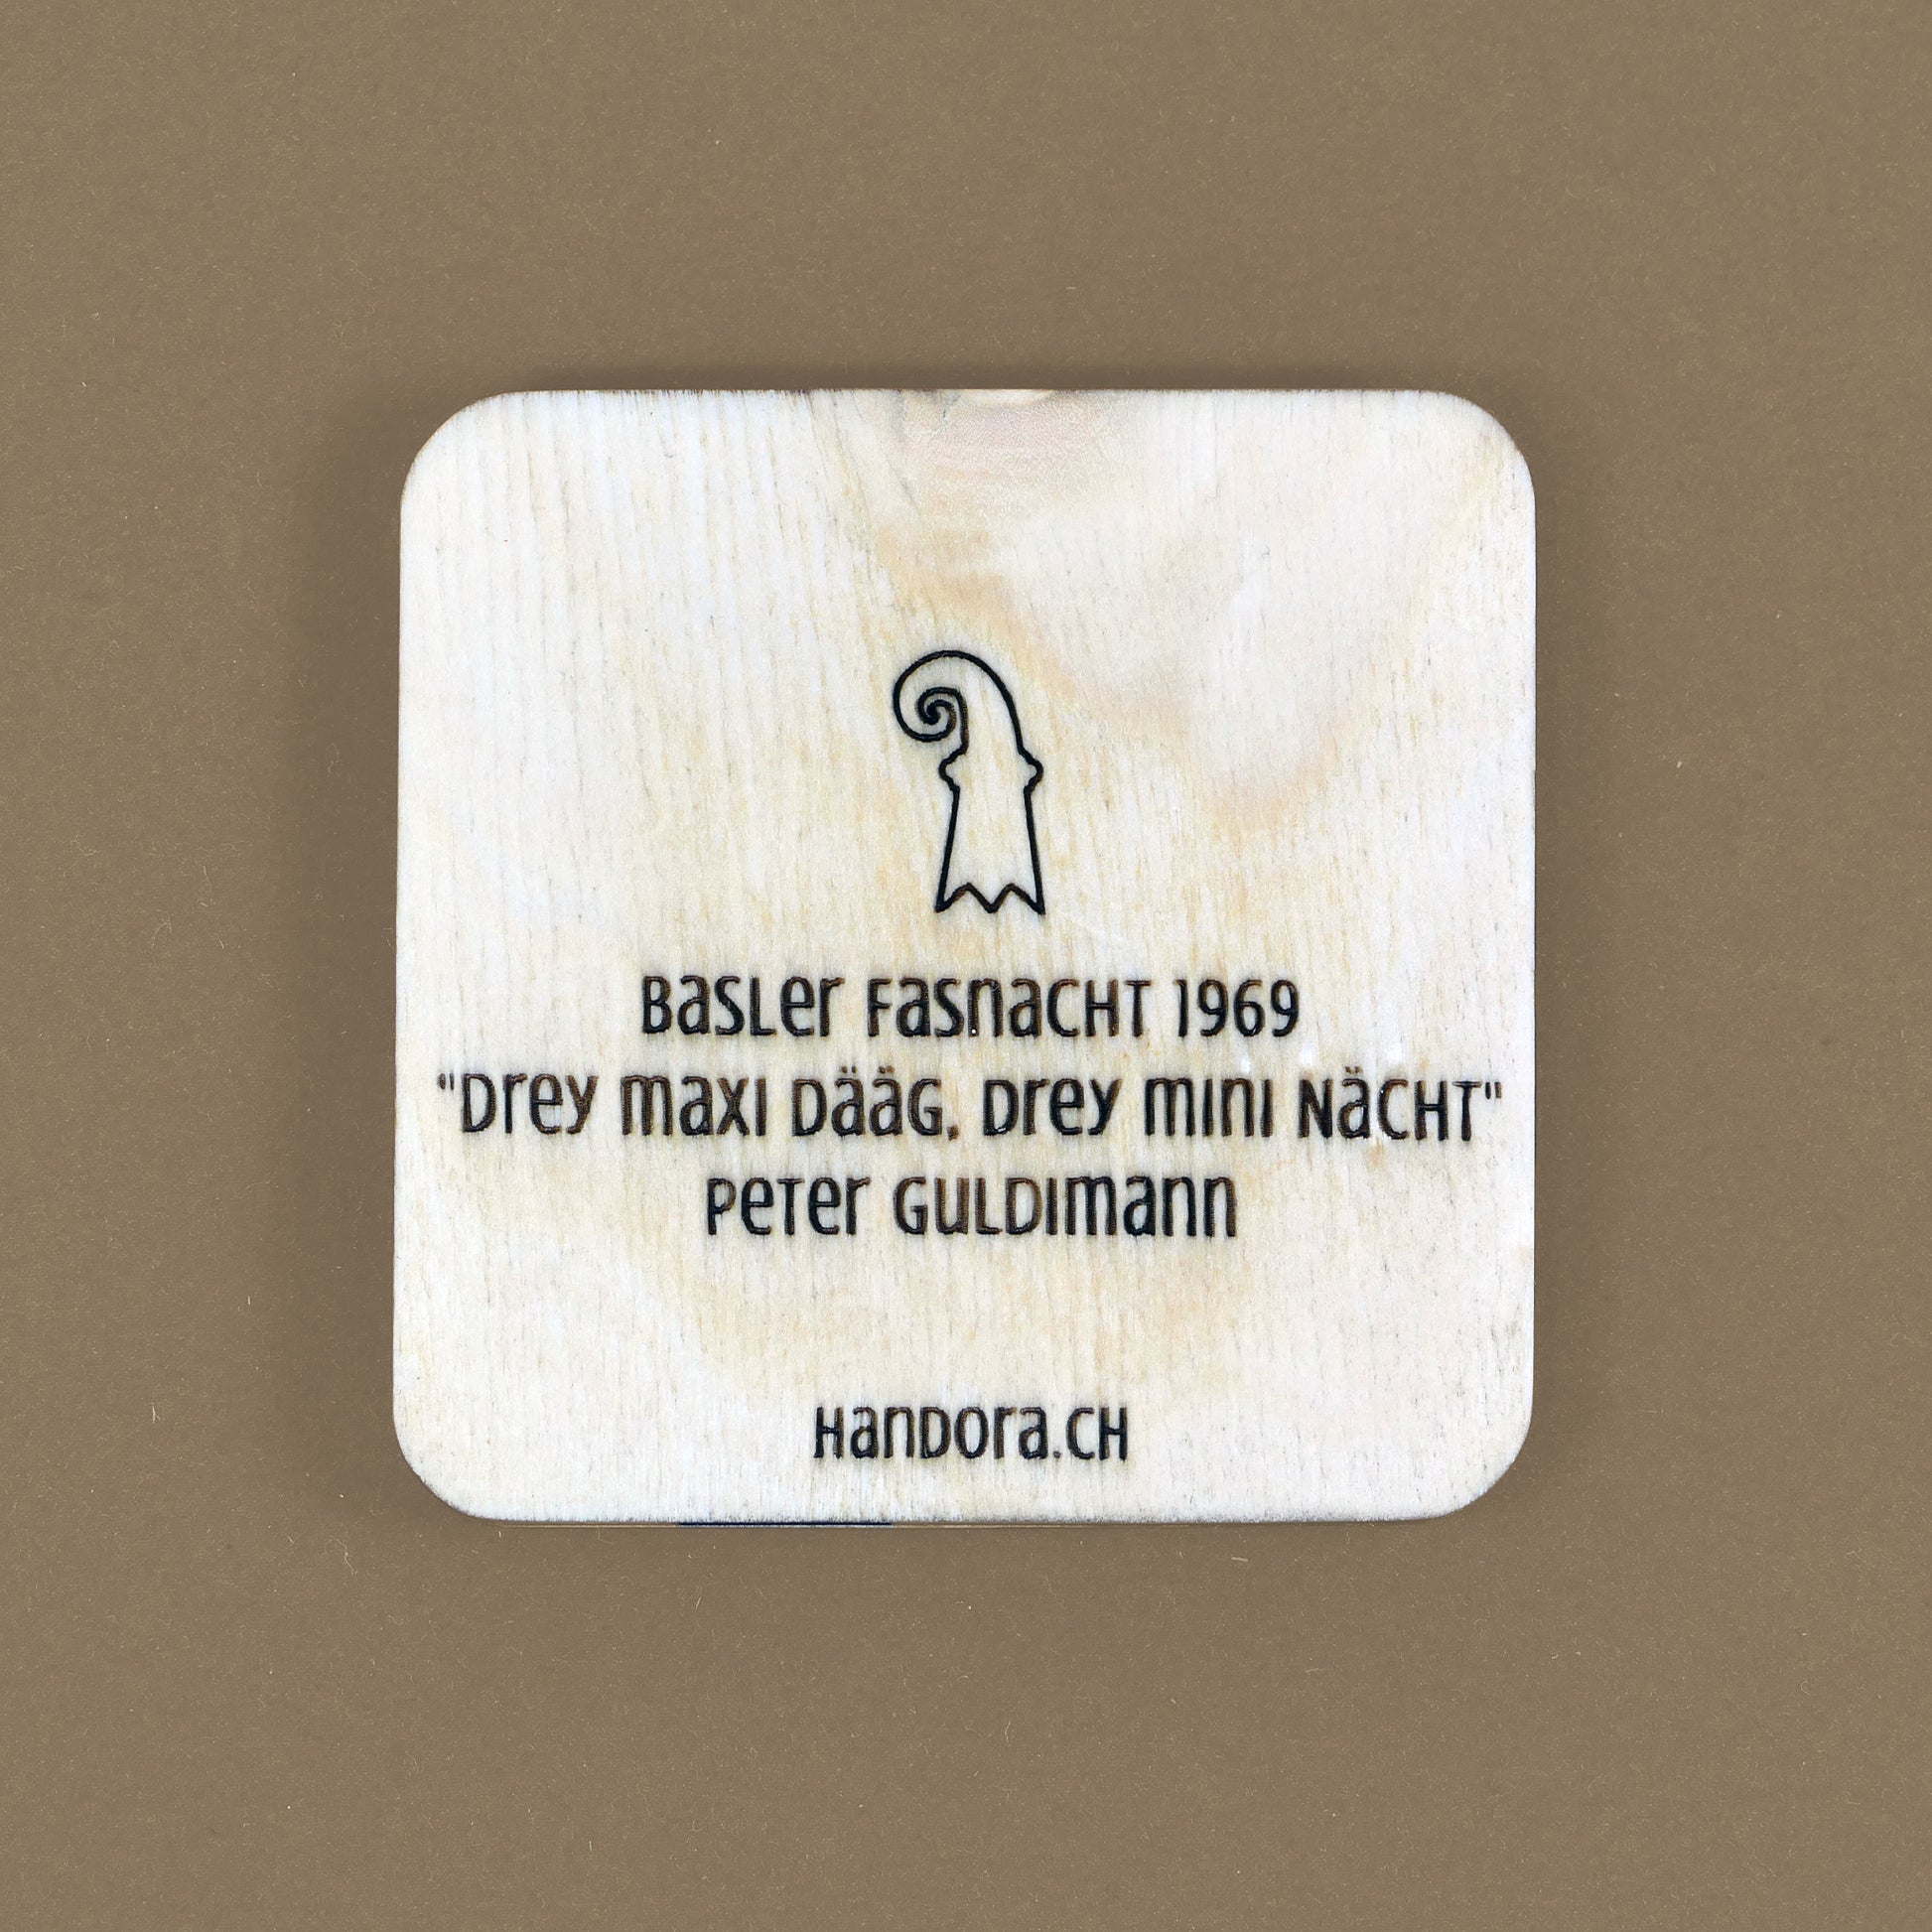 Basler Fasnacht 1969
"Drey maxi Dääg, Drey mini Nächt"
Peter Guldimann
Handora.ch